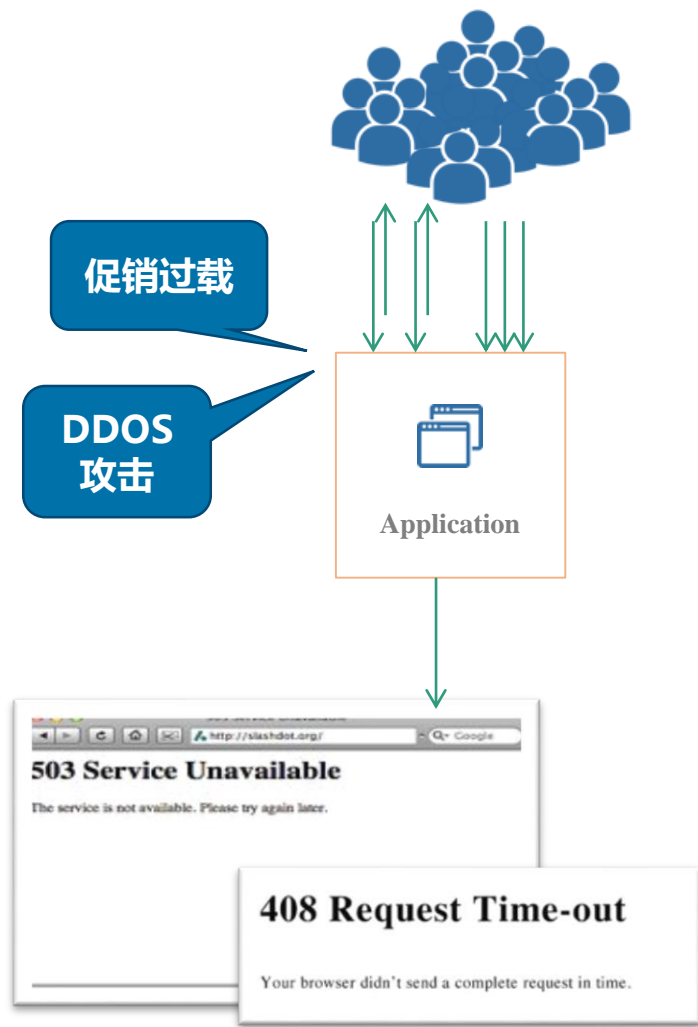 促销过载
DDOS
攻击
Application
http://slashdot.org/
Google
503 Service Unavailable
The service is not available. Please try again later.
408 Request Time-out
Your browser didn't send a complete request in time.